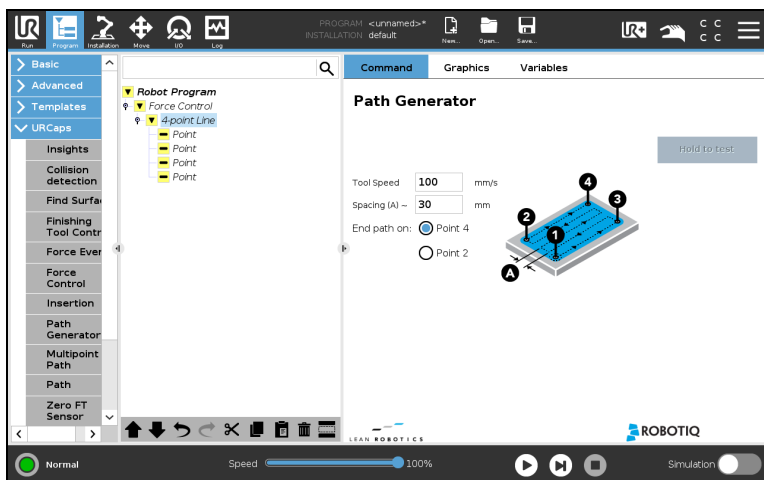 UR
UR+
PROGRAM <unnamed>*
INSTALLATION default
C C
C C
Run
Program
Installation
Move
I/O
Log
New...
Open...
Save...
Basic
Advanced
Templates
URCaps
Insights
Collision
detection
Find Surfa
Finishing
Tool Contr
Force Even
Force
Control
Insertion
Path
Generator
Multipoint
Path
Path
Zero FT
Sensor
Robot Program
Force Control
4-point Line
Point
Point
Point
Point
Command Graphics Variables
Path Generator
Hold to test
Tool Speed 100 mm/s
Spacing (A) ~ 30 mm
End path on: Point 4
Point 2
4
3
2
1
A
LEAN ROBOTICS
ROBOTIQ
Normal
Speed 100%
Simulation